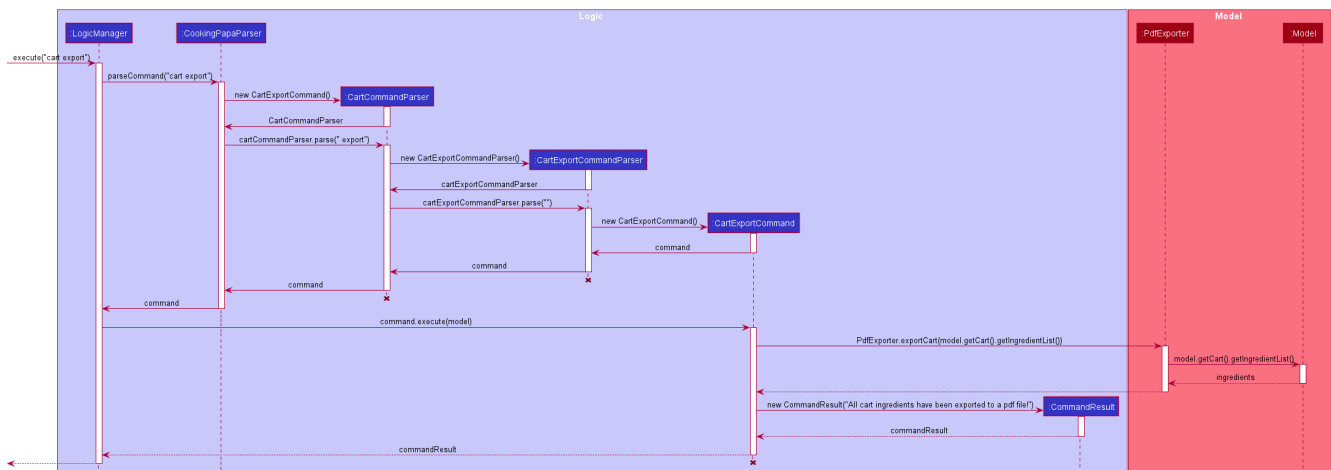 Logic
Model
:LogicManager
:CookingPapaParser
:PdfExporter
:Model
execute("cart export")
parseCommand("cart export")
new CartExportCommand()
:CartCommandParser
CartCommandParser
cartCommandParser.parse(" export")
new CartExportCommandParser()
:CartExportCommandParser
cartExportCommandParser
cartExportCommandParser.parse("")
new CartExportCommand()
:CartExportCommand
command
command
command
command
command.execute(model)
PdfExporter.exportCart(model.getCart().getIngredientList())
model.getCart().getIngredientList()
ingredients
new CommandResult("All cart ingredients have been exported to a pdf file!")
:CommandResult
commandResult
commandResult